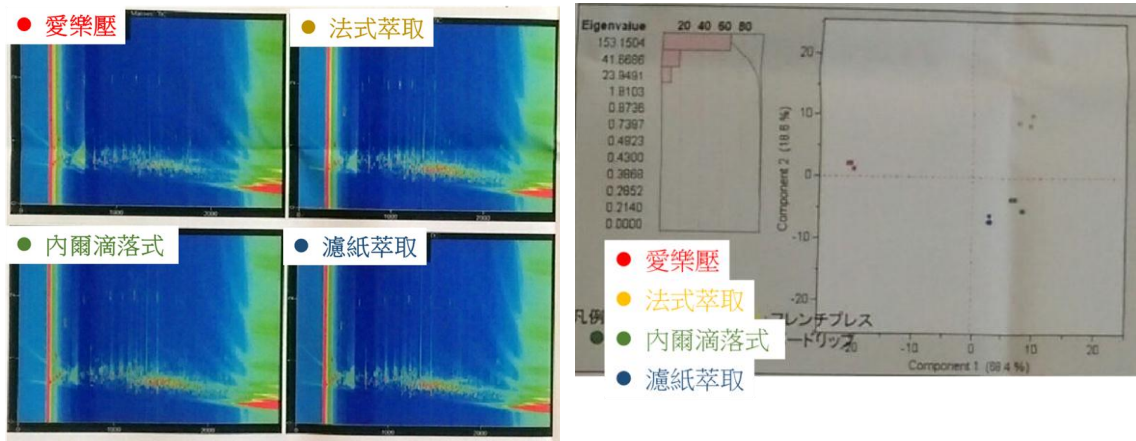 愛樂壓
法式萃取
內爾滴落式
濾紙萃取
1000
2000
1000
2000
1000
2000
1000
2000
Eigenvalue
20 40 60 80
153.1504
41.6686
23.9491
1.8103
0.8736
0.7397
0.4923
0.4300
0.3868
0.2852
0.2140
0.0000
Component 2 (18.6 %)
20
10
0
-10
-20
-20
-10
0
10
20
Component 1 (68.4 %)
凡例
レンチプレス
ードリップ
愛樂壓
法式萃取
內爾滴落式
濾紙萃取